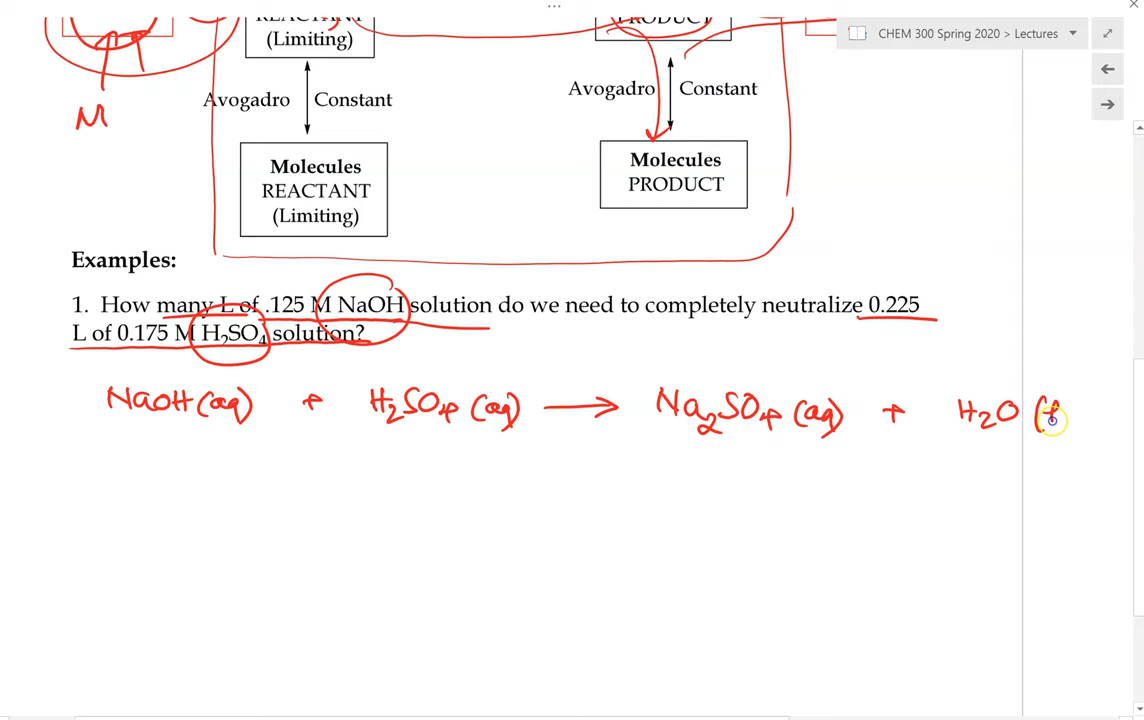 ...
REACTANT
PRODUCT
CHEM 300 Spring 2020 > Lectures
(Limiting)
Avogadro Constant
Avogadro Constant
M
Molecules
REACTANT
(Limiting)
Molecules
PRODUCT
Examples:
1. How many L of .125 M NaOH solution do we need to completely neutralize 0.225
L of 0.175 M H₂SO₄ solution?
NaOH (aq) + H₂SO₄ (aq) ⟶ Na₂SO₄ (aq) + H₂O (